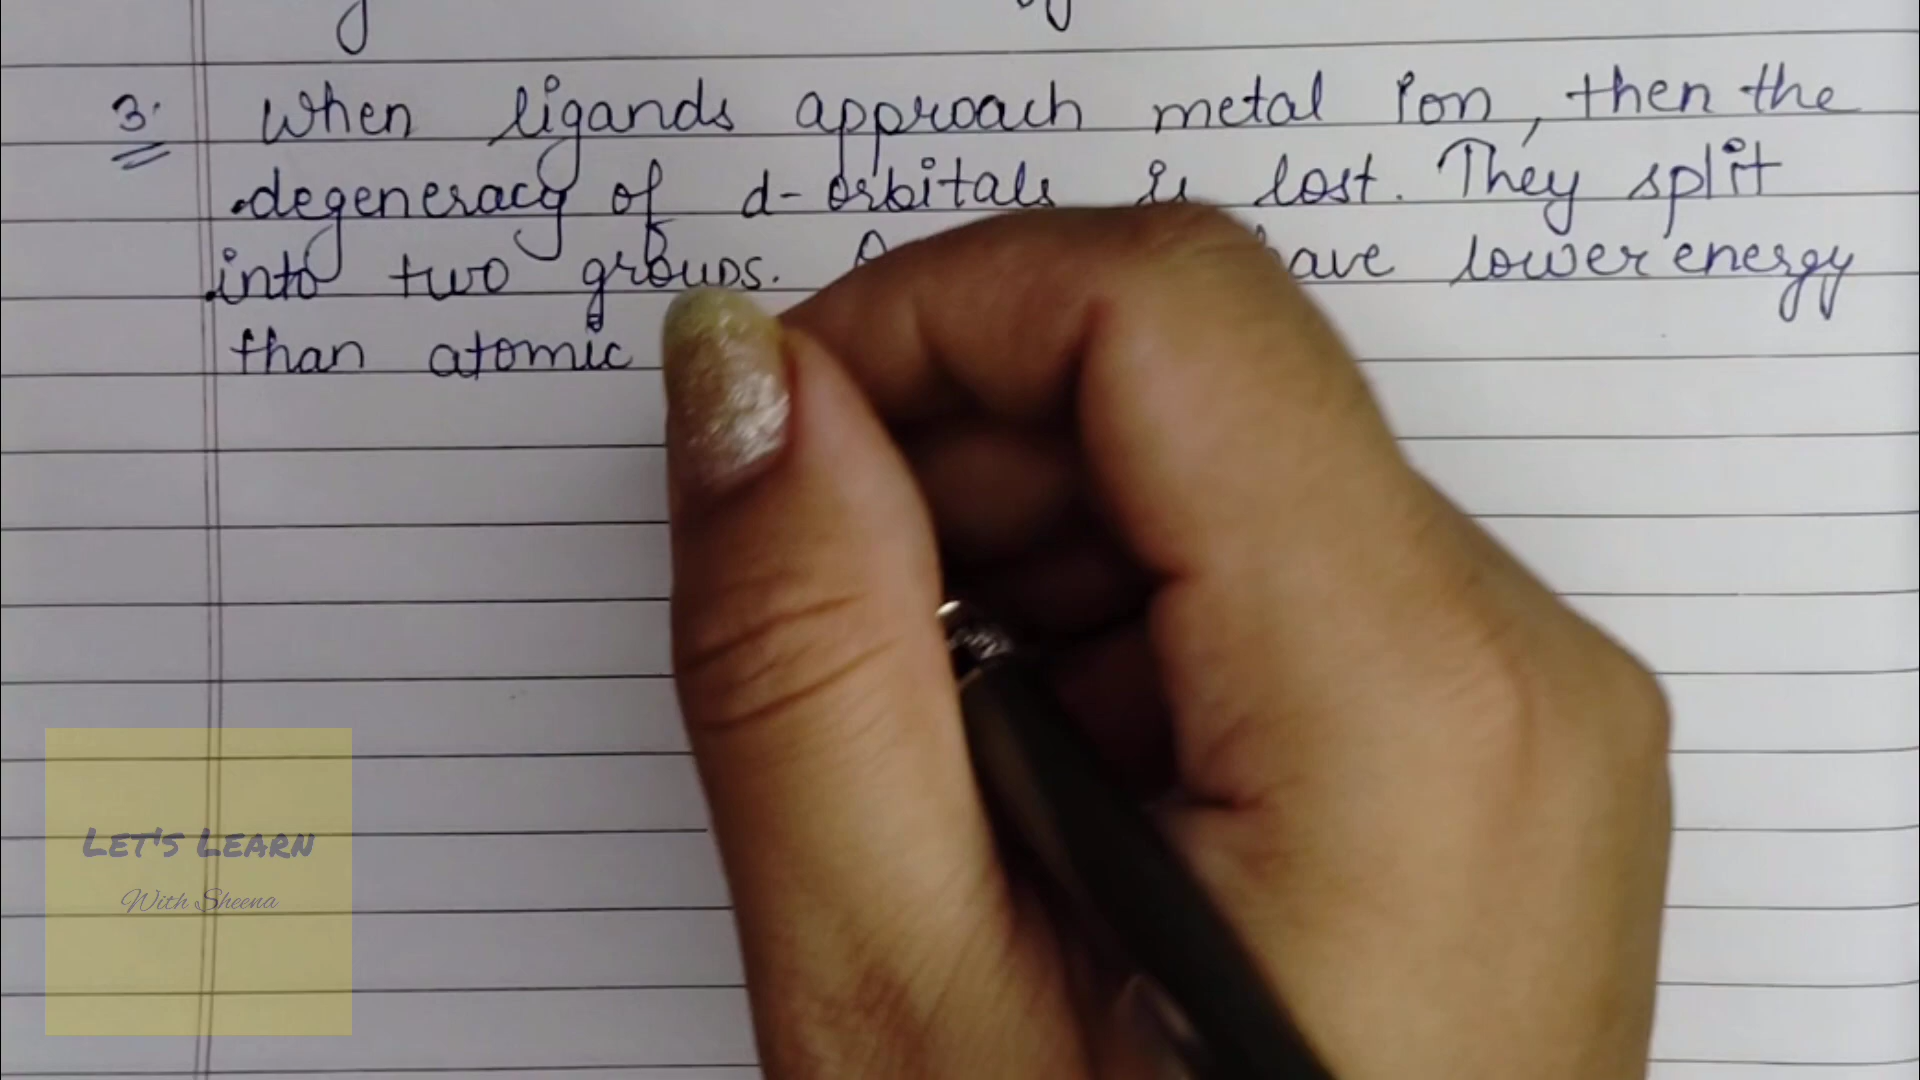 3. When ligands approach metal ion, then the
degeneracy of d-orbitals is lost. They split
into two groups. have lower energy
than atomic
LET'S LEARN
With Sheena